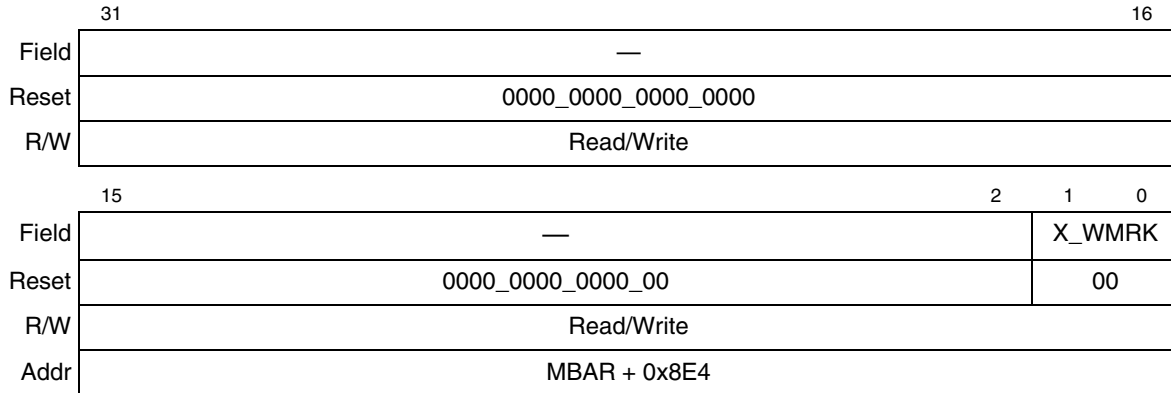 31 16
Field —
Reset 0000_0000_0000_0000
R/W Read/Write
15 2 1 0
Field — X_WMRK
Reset 0000_0000_0000_00 00
R/W Read/Write
Addr MBAR + 0x8E4